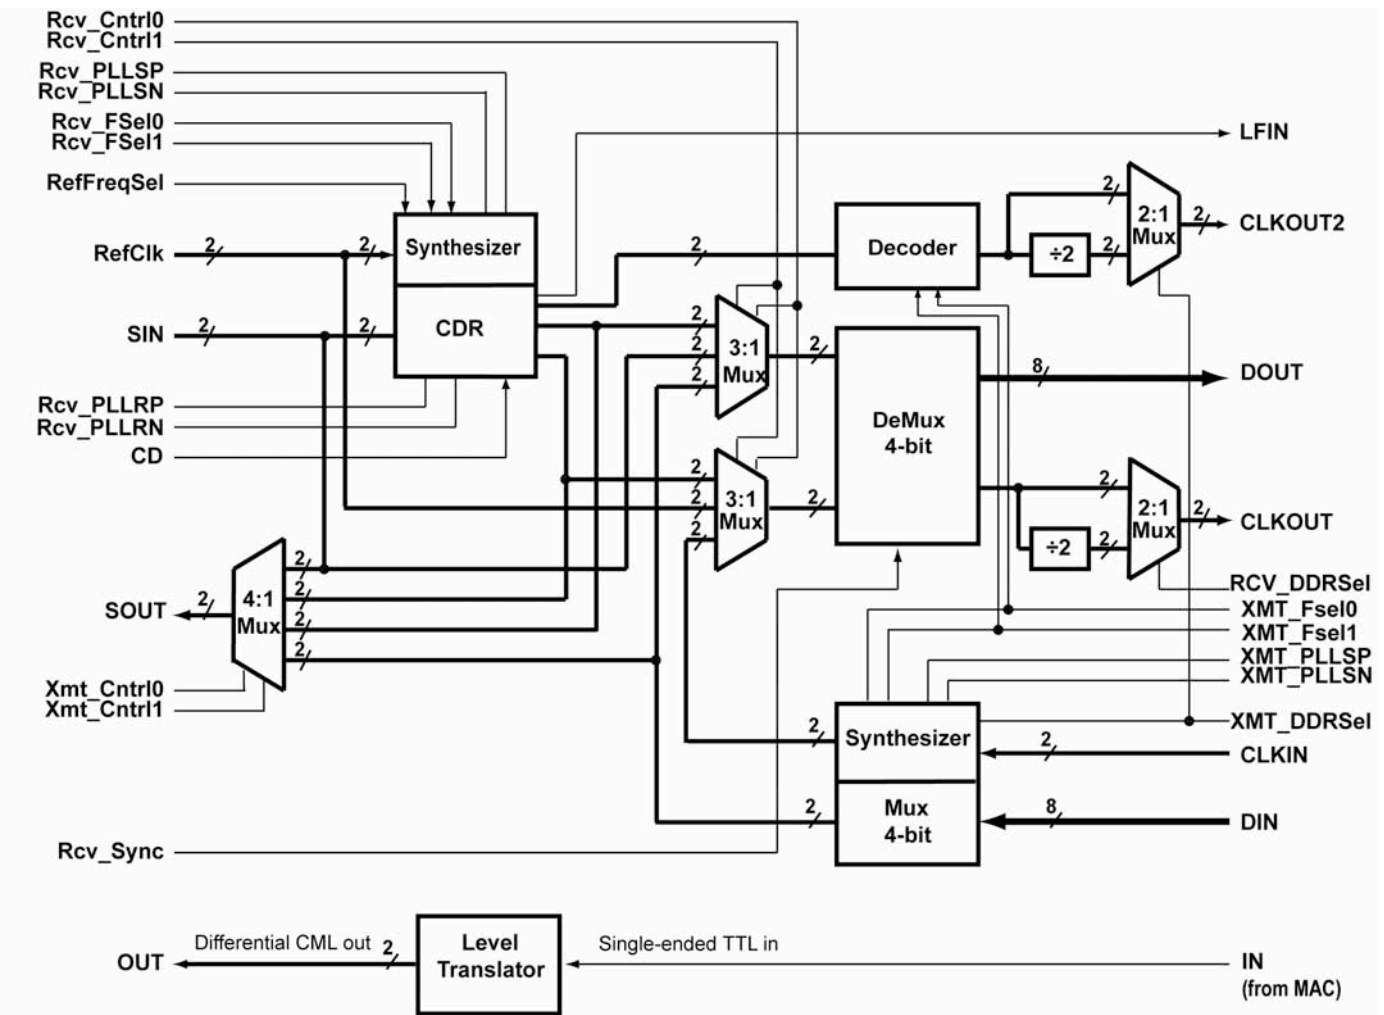 Rcv_Cntrl0
Rcv_Cntrl1
Rcv_PLLSP
Rcv_PLLSN
Rcv_FSel0
Rcv_FSel1
RefFreqSel
RefClk
2
2
Synthesizer
CDR
SIN
2
2
Rcv_PLLRP
Rcv_PLLRN
CD
LFIN
2
Decoder
÷2
2
2
2:1
Mux
2
CLKOUT2
2
2
2
3:1
Mux
2
DeMux
4-bit
8
DOUT
2
2
2
3:1
Mux
2
2
2
÷2
2:1
Mux
2
CLKOUT
SOUT
2
4:1
Mux
2
2
2
2
Xmt_Cntrl0
Xmt_Cntrl1
RCV_DDRSel
XMT_Fsel0
XMT_Fsel1
XMT_PLLSP
XMT_PLLSN
XMT_DDRSel
2
Synthesizer
2
CLKIN
2
Mux
4-bit
8
DIN
Rcv_Sync
OUT
Differential CML out
2
Level
Translator
Single-ended TTL in
IN
(from MAC)